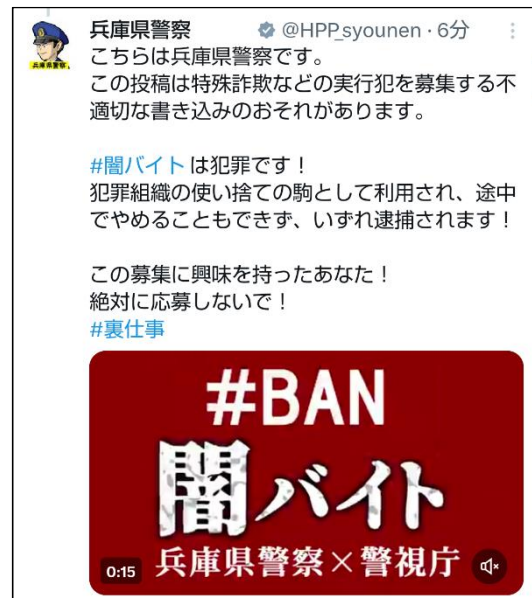 兵庫県警察 @HPP_syounen・6分
兵庫県警察
こちらは兵庫県警察です。
この投稿は特殊詐欺などの実行犯を募集する不
適切な書き込みのおそれがあります。
#闇バイト は犯罪です！
犯罪組織の使い捨ての駒として利用され、途中
でやめることもできず、いずれ逮捕されます！
この募集に興味を持ったあなた！
絶対に応募しないで！
#裏仕事
#BAN
闇バイト
兵庫県警察×警視庁
0:15